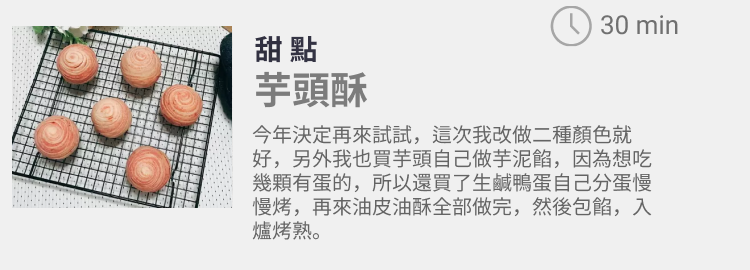 30 min
甜 點
芋頭酥
今年決定再來試試，這次我改做二種顏色就
好，另外我也買芋頭自己做芋泥餡，因為想吃
幾顆有蛋的，所以還買了生鹹鴨蛋自己分蛋慢
慢烤，再來油皮油酥全部做完，然後包餡，入
爐烤熟。